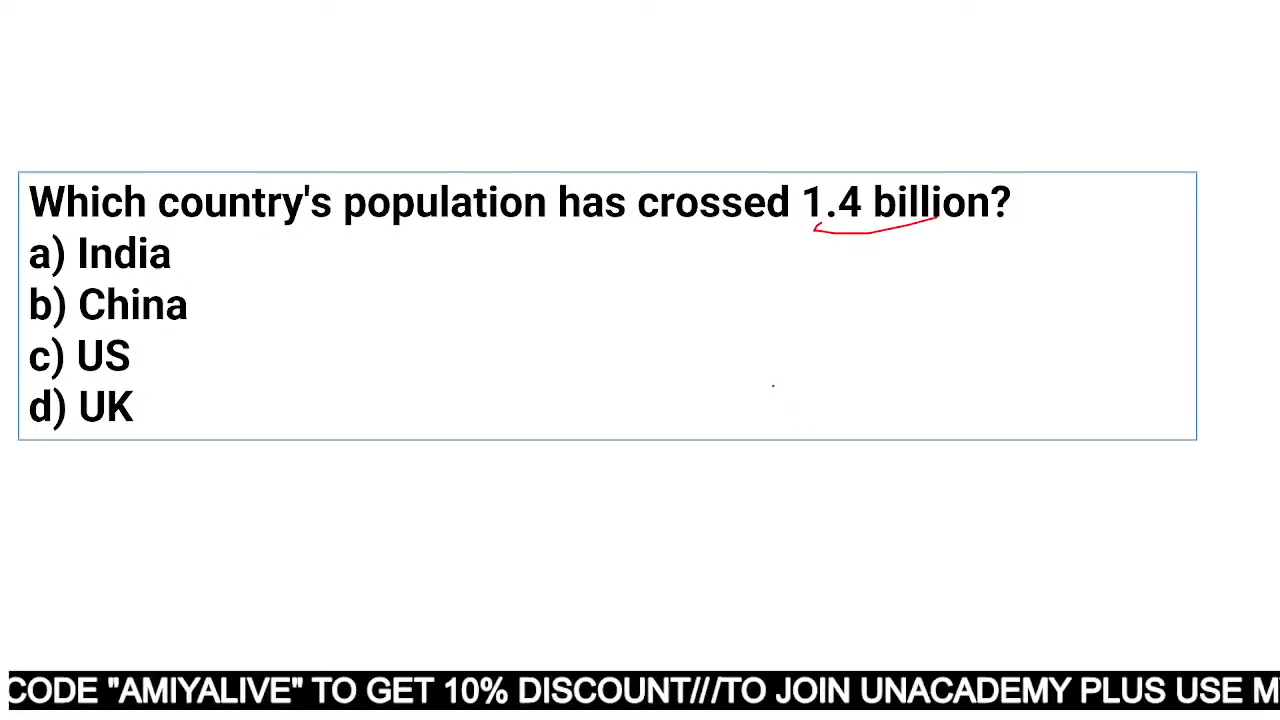 Which country's population has crossed 1.4 billion?
a) India
b) China
c) US
d) UK
CODE "AMIYALIVE" TO GET 10% DISCOUNT///TO JOIN UNACADEMY PLUS USE